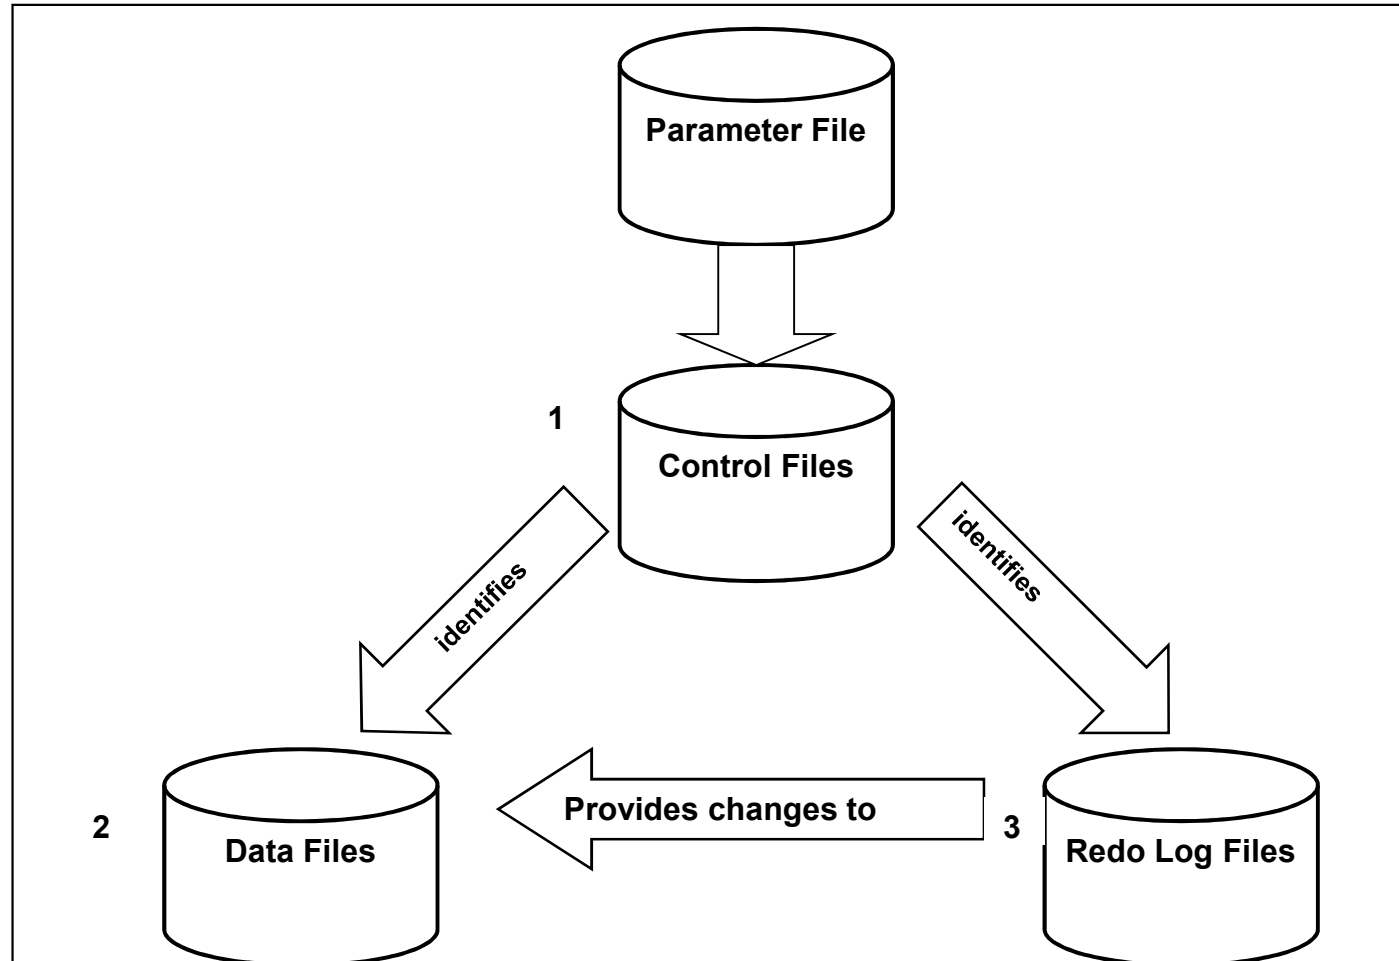 Parameter File
1
Control Files
identifies
identifies
2
Data Files
Provides changes to
3
Redo Log Files